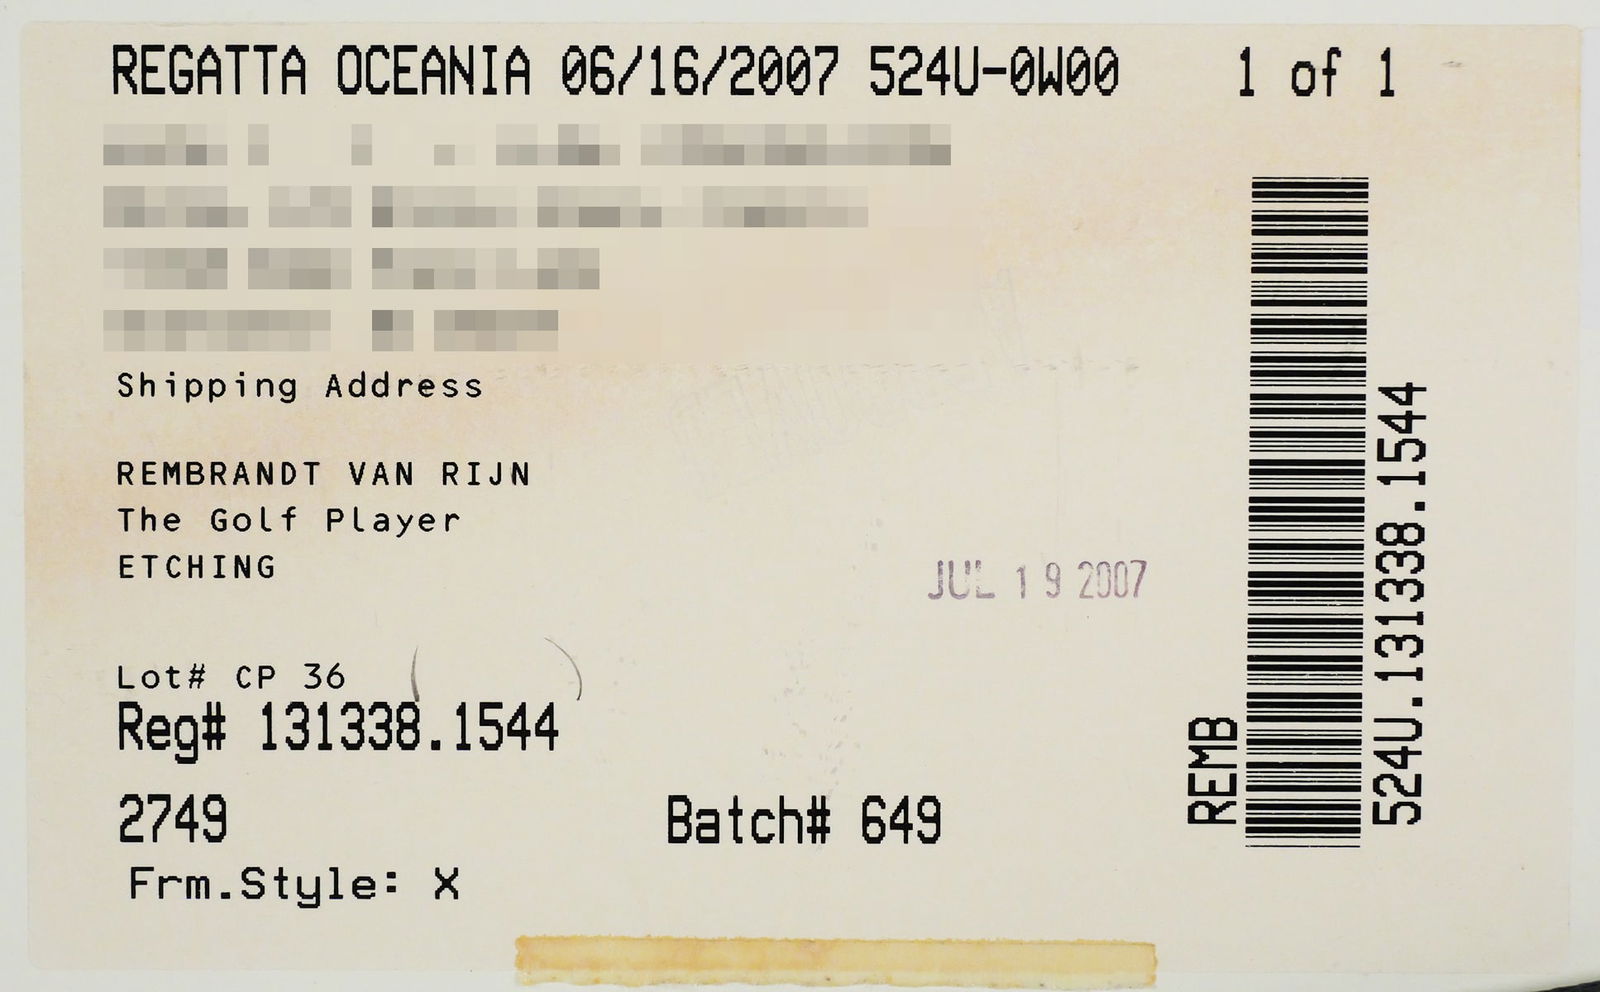 REGATTA OCEANIA 06/16/2007 524U-0W00 1 of 1
Shipping Address
REMBRANDT VAN RIJN
The Golf Player
ETCHING
JUL 19 2007
Lot# CP 36
Reg# 131338.1544
2749 Batch# 649
Frm.Style: X
REMB
524U.131338.1544